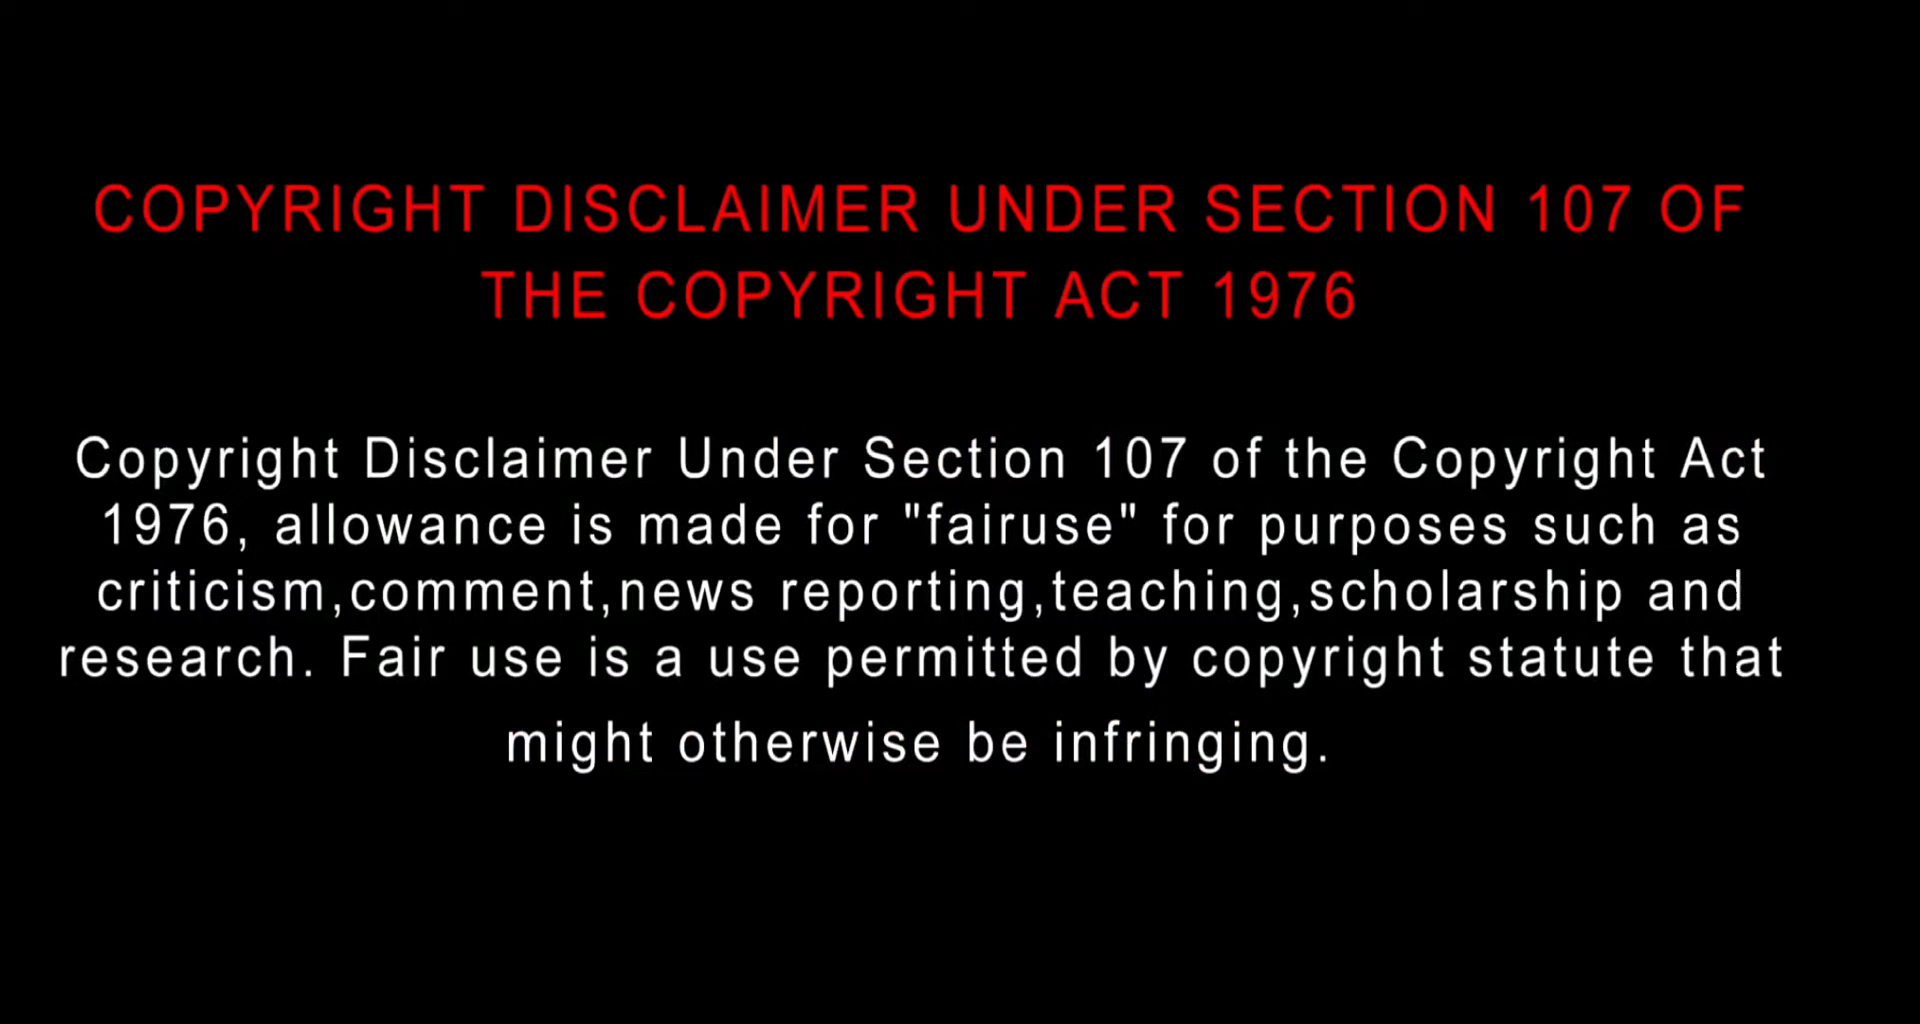 COPYRIGHT DISCLAIMER UNDER SECTION 107 OF
THE COPYRIGHT ACT 1976
Copyright Disclaimer Under Section 107 of the Copyright Act
1976, allowance is made for "fairuse" for purposes such as
criticism,comment,news reporting,teaching,scholarship and
research. Fair use is a use permitted by copyright statute that
might otherwise be infringing.